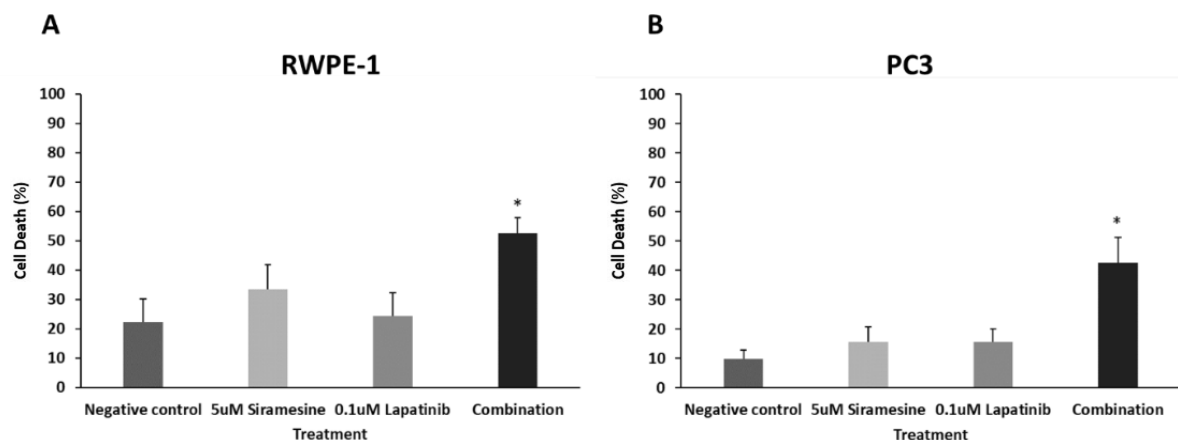 A
RWPE-1
100
90
80
70
60
50
40
30
20
10
0
Cell Death (%)
*
Negative control 5uM Siramesine 0.1uM Lapatinib Combination
Treatment
B
PC3
100
90
80
70
60
50
40
30
20
10
0
Cell Death (%)
*
Negative control 5uM Siramesine 0.1uM Lapatinib Combination
Treatment